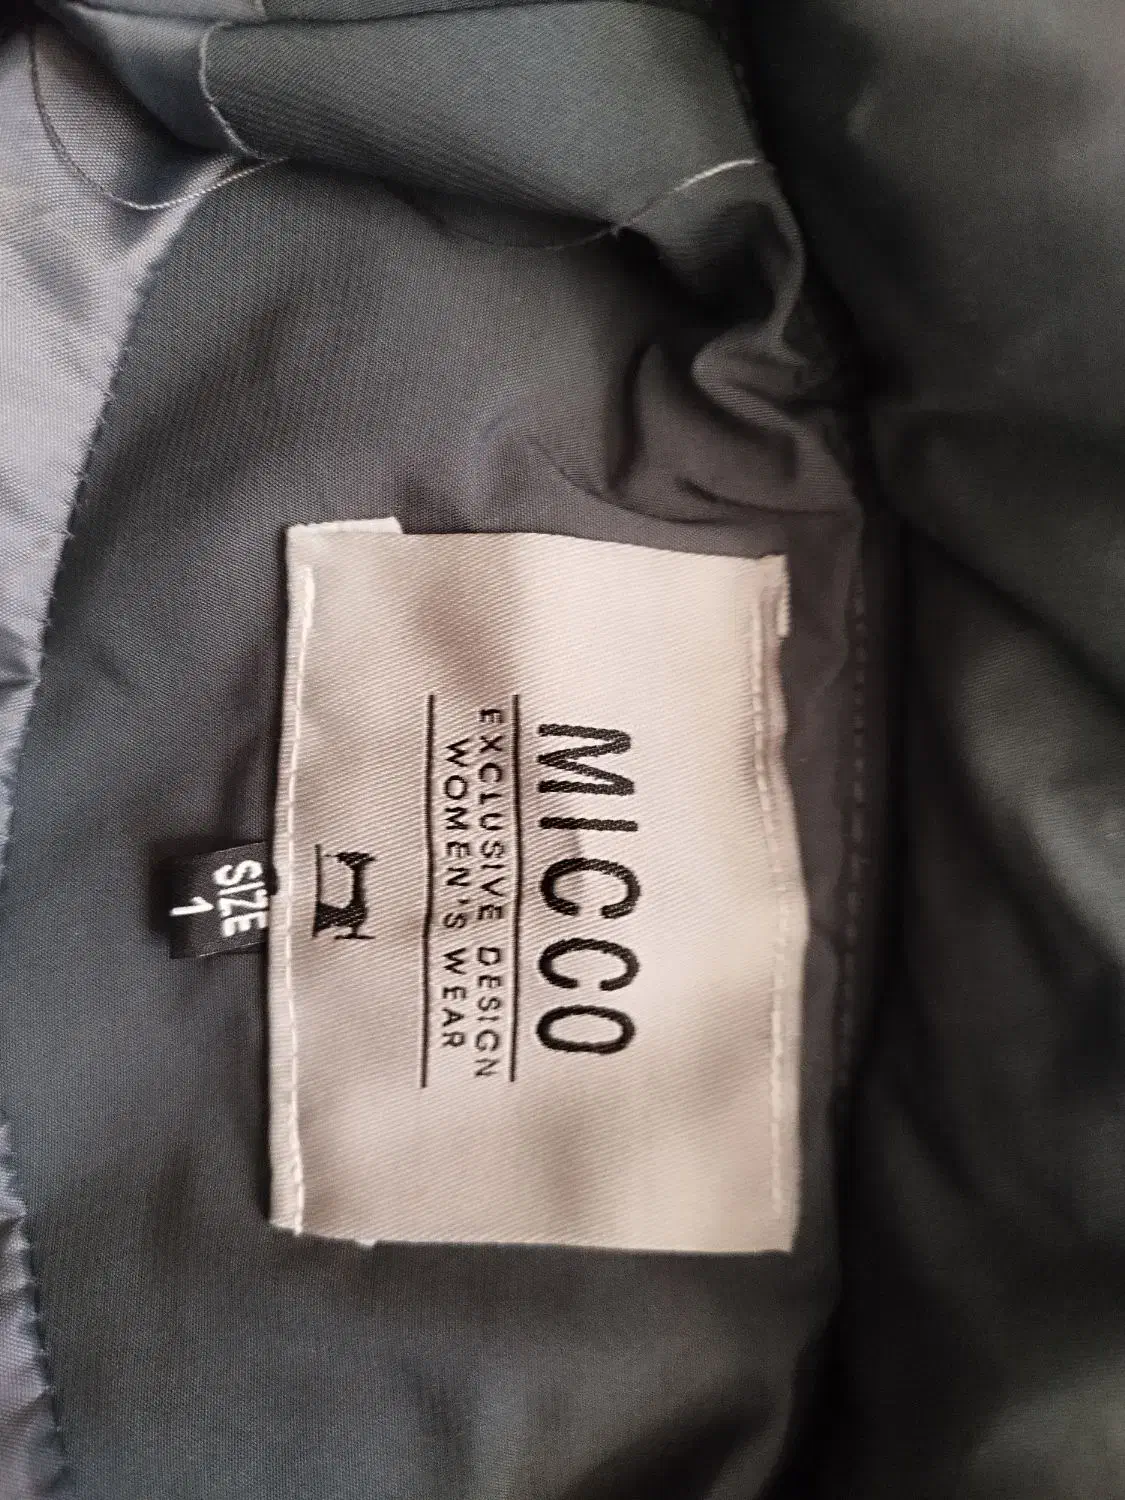 MICCO
EXCLUSIVE DESIGN
WOMEN'S WEAR
SIZE
1